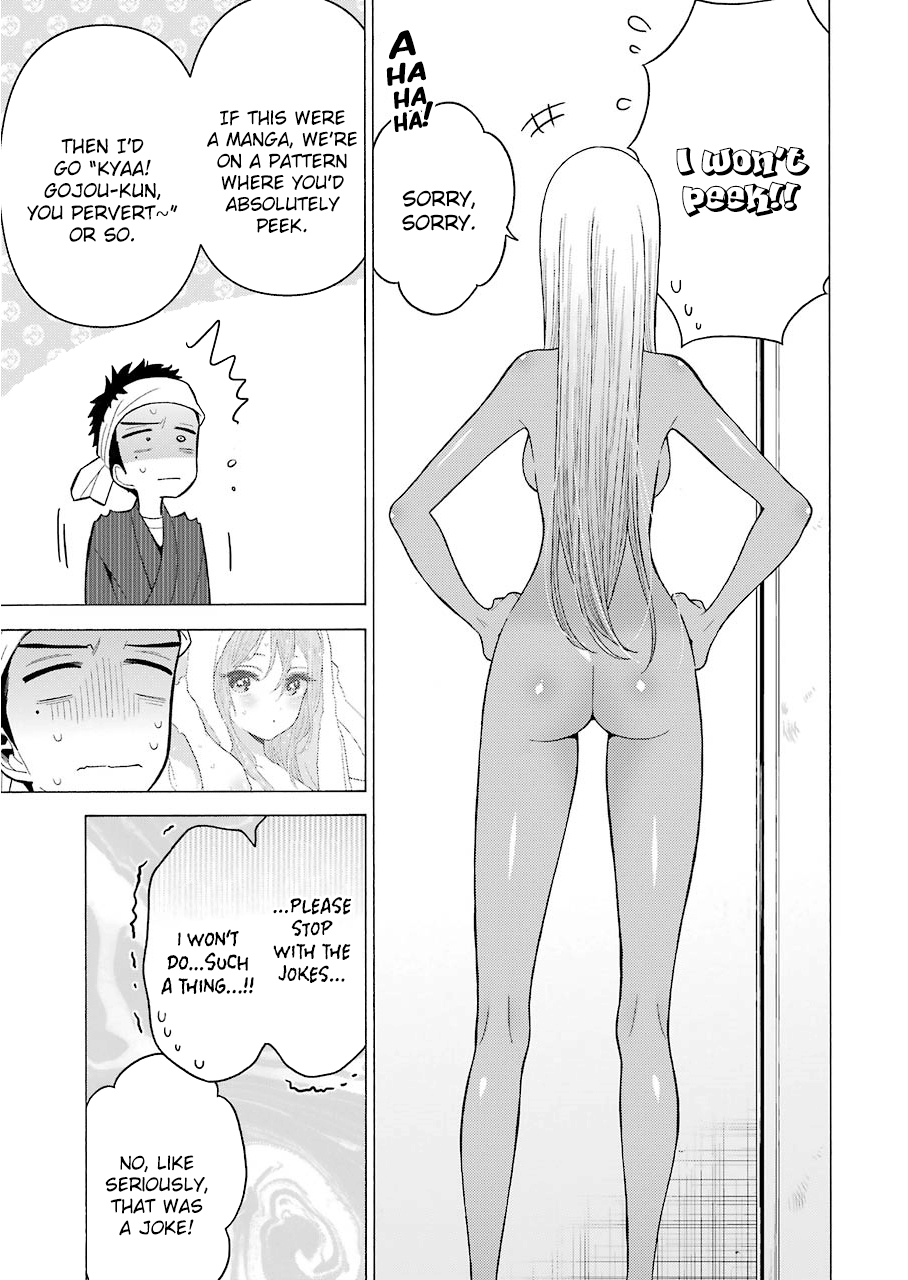 I WON'T
PEEK!!
A
HA
HA
HA!
SORRY,
SORRY.
IF THIS WERE
A MANGA, WE'RE
ON A PATTERN
WHERE YOU'D
ABSOLUTELY
PEEK.
THEN I'D
GO "KYAA!
GOJOU-KUN,
YOU PERVERT~"
OR SO.
...PLEASE
STOP
WITH THE
JOKES...
I WON'T
DO...SUCH
A THING...!!
NO, LIKE
SERIOUSLY,
THAT WAS
A JOKE!